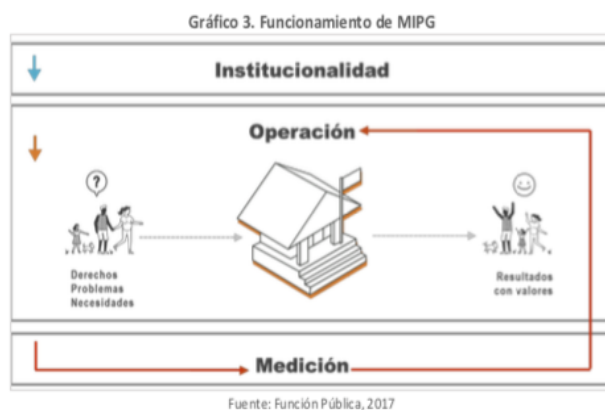 Gráfico 3. Funcionamiento de MIPG
Institucionalidad
Operación
?
Derechos
Problemas
Necesidades
Resultados
con valores
Medición
Fuente: Función Pública, 2017